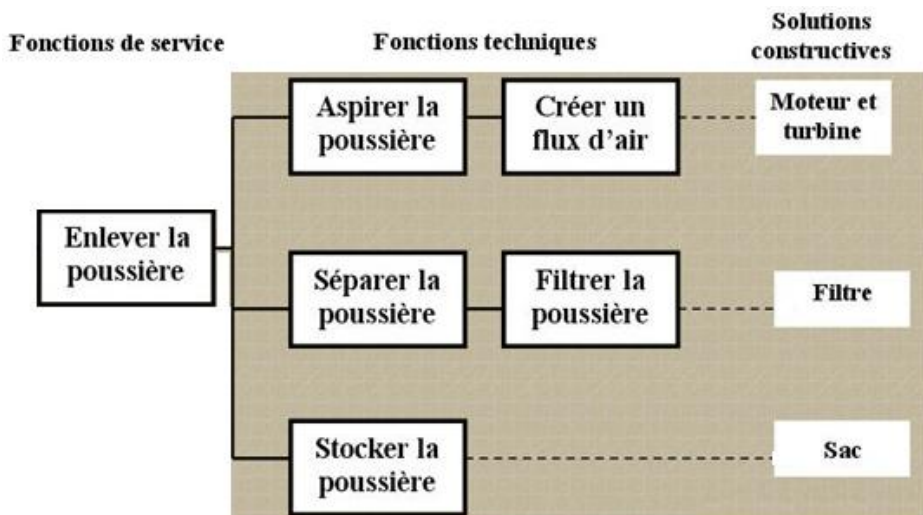 Fonctions de service
Fonctions techniques
Solutions
constructives
Aspirer la
poussière
Créer un
flux d'air
Moteur et
turbine
Enlever la
poussière
Séparer la
poussière
Filtrer la
poussière
Filtre
Stocker la
poussière
Sac